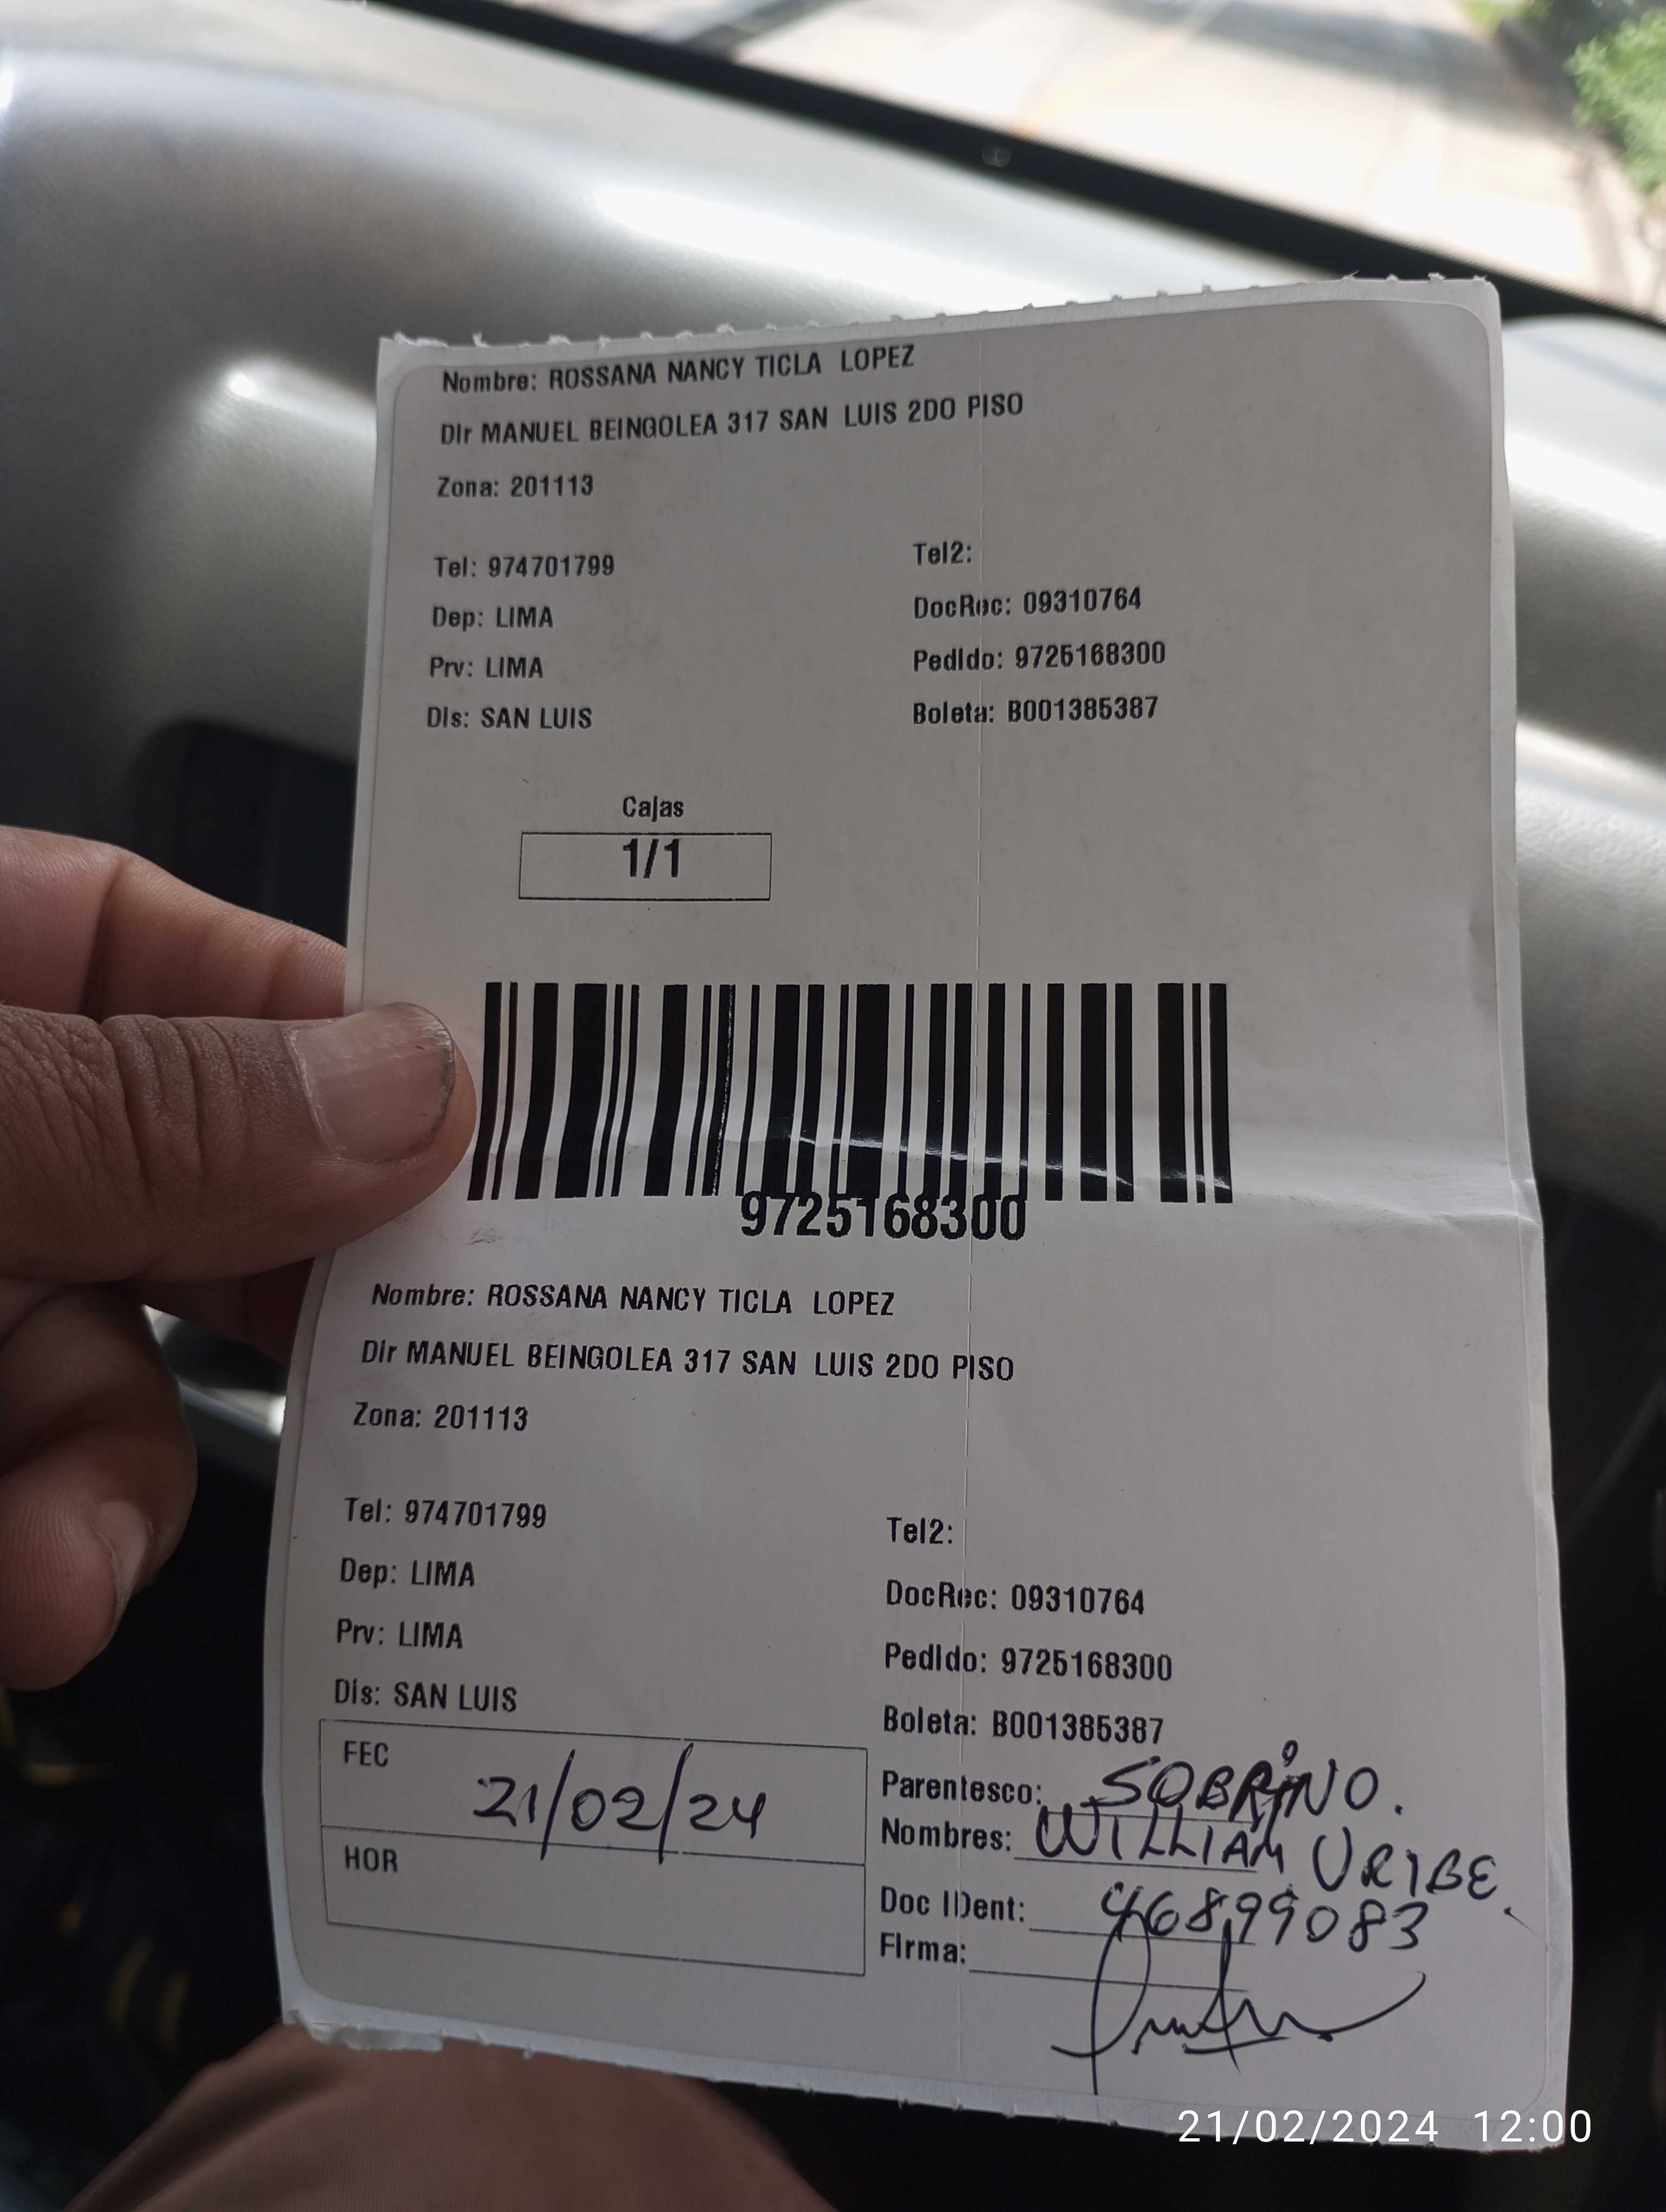 Nombre: ROSSANA NANCY TICLA LOPEZ
Dir MANUEL BEINGOLEA 317 SAN LUIS 2DO PISO
Zona: 201113
Tel: 974701799 Tel2:
Dep: LIMA DocRec: 09310764
Prv: LIMA Pedido: 9725168300
Dis: SAN LUIS Boleta: B001385387
Cajas
1/1
9725168300
Nombre: ROSSANA NANCY TICLA LOPEZ
Dir MANUEL BEINGOLEA 317 SAN LUIS 2DO PISO
Zona: 201113
Tel: 974701799 Tel2:
Dep: LIMA DocRec: 09310764
Prv: LIMA Pedido: 9725168300
Dis: SAN LUIS Boleta: B001385387
FEC 21/02/24
HOR
Parentesco: SOBRINO.
Nombres: WILLIAM URIBE.
Doc IDent: 46899083
Firma:
21/02/2024 12:00